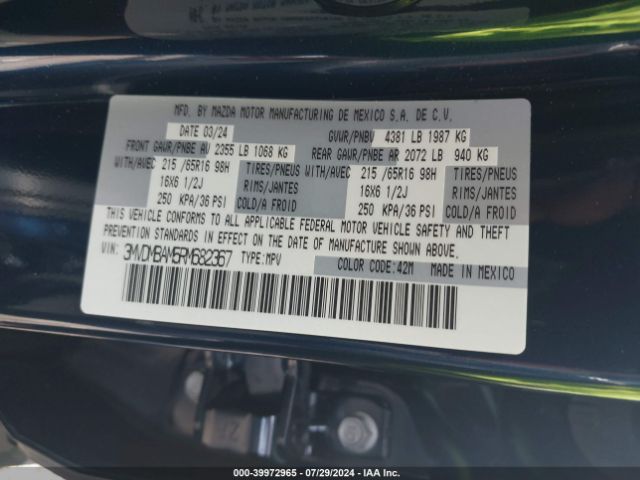 MFD. BY MAZDA MOTOR MANUFACTURING DE MEXICO S.A. DE C.V.
DATE 03/24 GVWR/PNBV 4381 LB 1987 KG
FRONT GAWR/PNBE AV 2355 LB 1068 KG REAR GAWR/PNBE AR 2072 LB 940 KG
WITH/AVEC 215 /65R16 98H TIRES/PNEUS WITH/AVEC 215 /65R16 98H TIRES/PNEUS
16X6 1/2J RIMS/JANTES 16X6 1/2J RIMS/JANTES
250 KPA/36 PSI COLD/A FROID 250 KPA/36 PSI COLD/A FROID
THIS VEHICLE CONFORMS TO ALL APPLICABLE FEDERAL MOTOR VEHICLE SAFETY AND THEFT
PREVENTION STANDARDS IN EFFECT ON THE DATE OF MANUFACTURE SHOWN ABOVE.
VIN: 3MVDMBAM5RM682367 TYPE:MPV COLOR CODE:42M MADE IN MEXICO
000-39972965 - 07/29/2024 - IAA Inc.